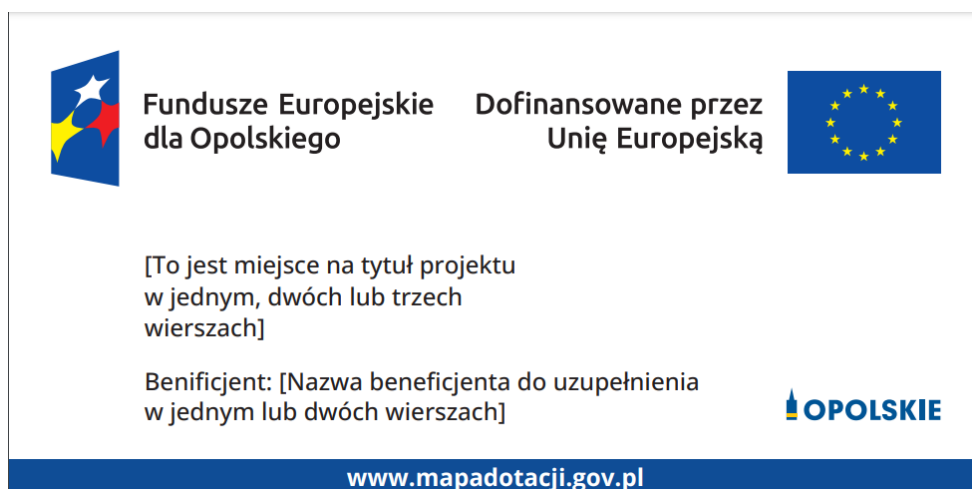 Fundusze Europejskie
dla Opolskiego
Dofinansowane przez
Unię Europejską
[To jest miejsce na tytuł projektu
w jednym, dwóch lub trzech
wierszach]
Benificjent: [Nazwa beneficjenta do uzupełnienia
w jednym lub dwóch wierszach]
OPOLSKIE
www.mapadotacji.gov.pl